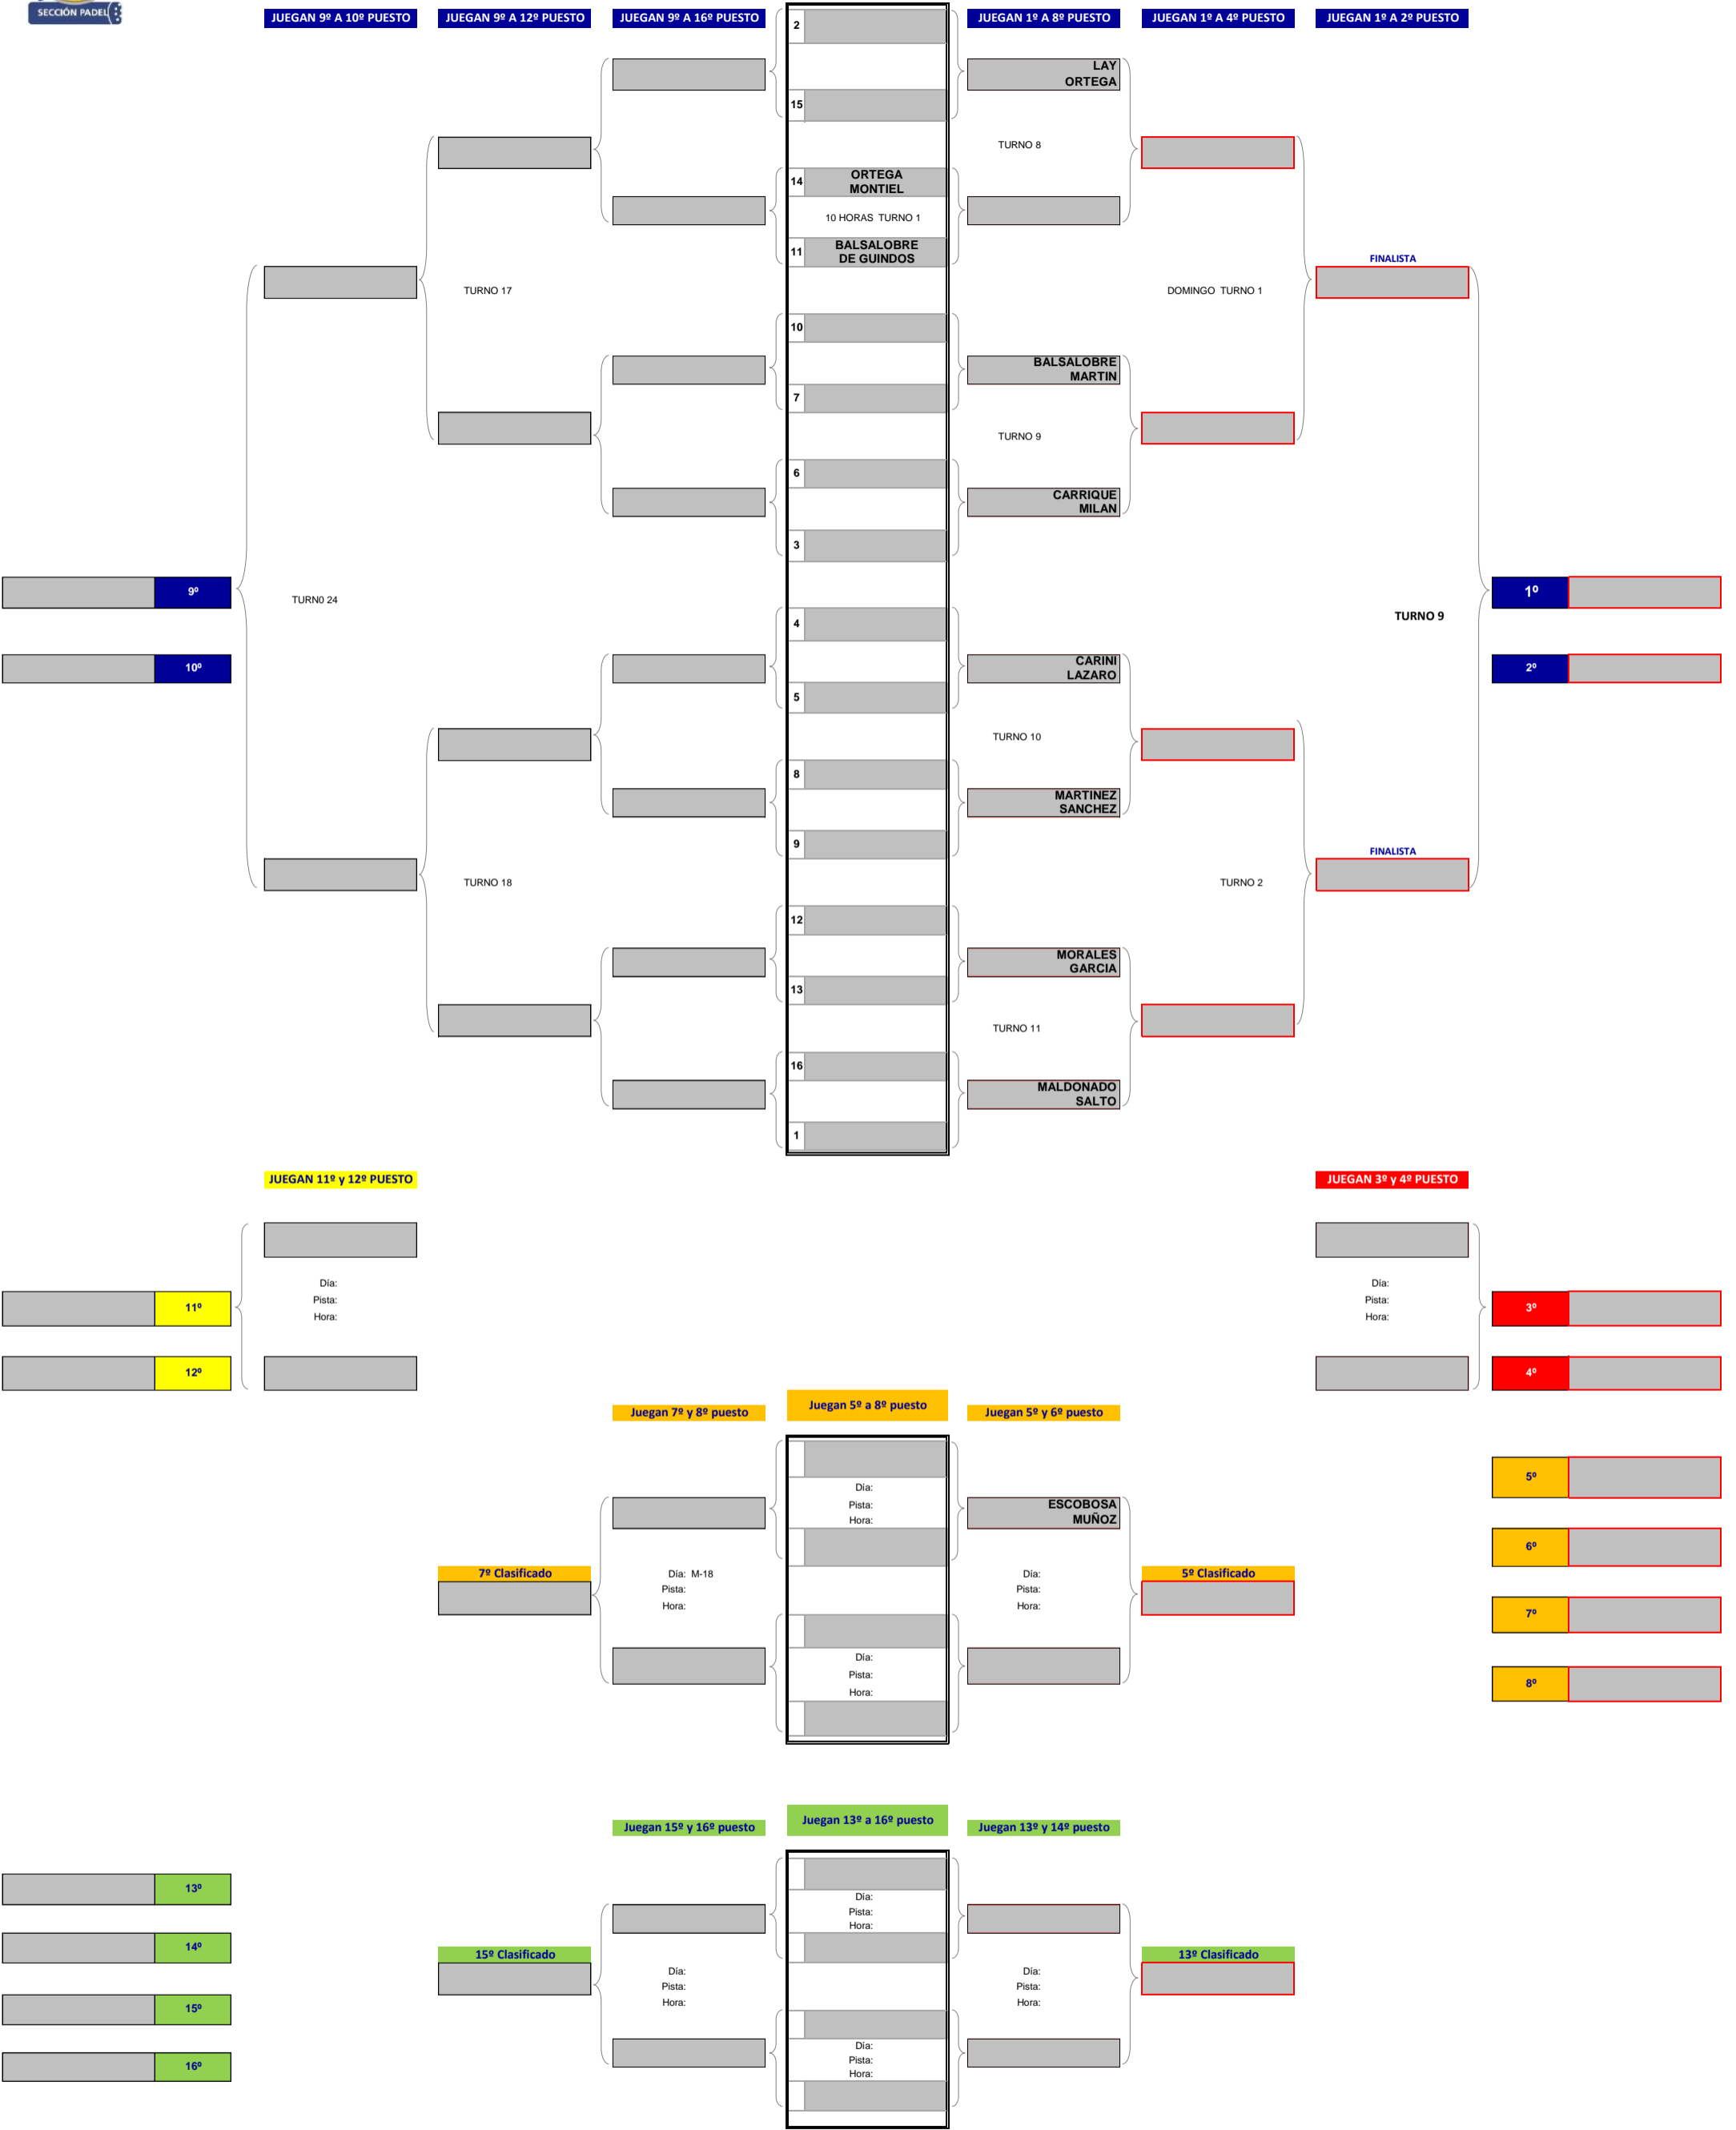 SECCIÓN PADEL
JUEGAN 9º A 10º PUESTO
JUEGAN 9º A 12º PUESTO
JUEGAN 9º A 16º PUESTO
JUEGAN 1º A 8º PUESTO
JUEGAN 1º A 4º PUESTO
JUEGAN 1º A 2º PUESTO
2
LAY
ORTEGA
15
TURNO 8
14
ORTEGA
MONTIEL
10 HORAS TURNO 1
11
BALSALOBRE
DE GUINDOS
FINALISTA
TURNO 17
DOMINGO TURNO 1
10
BALSALOBRE
MARTIN
7
TURNO 9
6
CARRIQUE
MILAN
3
9º
TURN0 24
1º
TURNO 9
4
10º
CARINI
LAZARO
2º
5
TURNO 10
8
MARTINEZ
SANCHEZ
9
FINALISTA
TURNO 18
TURNO 2
12
MORALES
GARCIA
13
TURNO 11
16
MALDONADO
SALTO
1
JUEGAN 11º y 12º PUESTO
JUEGAN 3º y 4º PUESTO
Día:
Pista:
Hora:
11º
12º
Día:
Pista:
Hora:
3º
4º
Juegan 7º y 8º puesto
Juegan 5º a 8º puesto
Juegan 5º y 6º puesto
Día:
Pista:
Hora:
ESCOBOSA
MUÑOZ
5º
6º
7º Clasificado
Día: M-18
Pista:
Hora:
Día:
Pista:
Hora:
5º Clasificado
7º
Día:
Pista:
Hora:
8º
Juegan 15º y 16º puesto
Juegan 13º a 16º puesto
Juegan 13º y 14º puesto
13º
Día:
Pista:
Hora:
14º
15º Clasificado
Día:
Pista:
Hora:
Día:
Pista:
Hora:
13º Clasificado
15º
Día:
Pista:
Hora:
16º